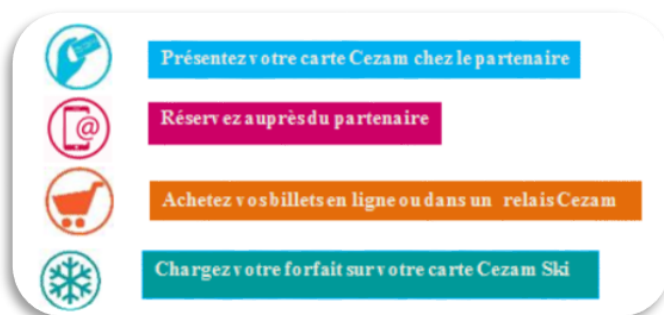 Présentez votre carte Cezam chez le partenaire
@
Réservez auprès du partenaire
Achetez vos billets en ligne ou dans un relais Cezam
Chargez votre forfait sur votre carte Cezam Ski